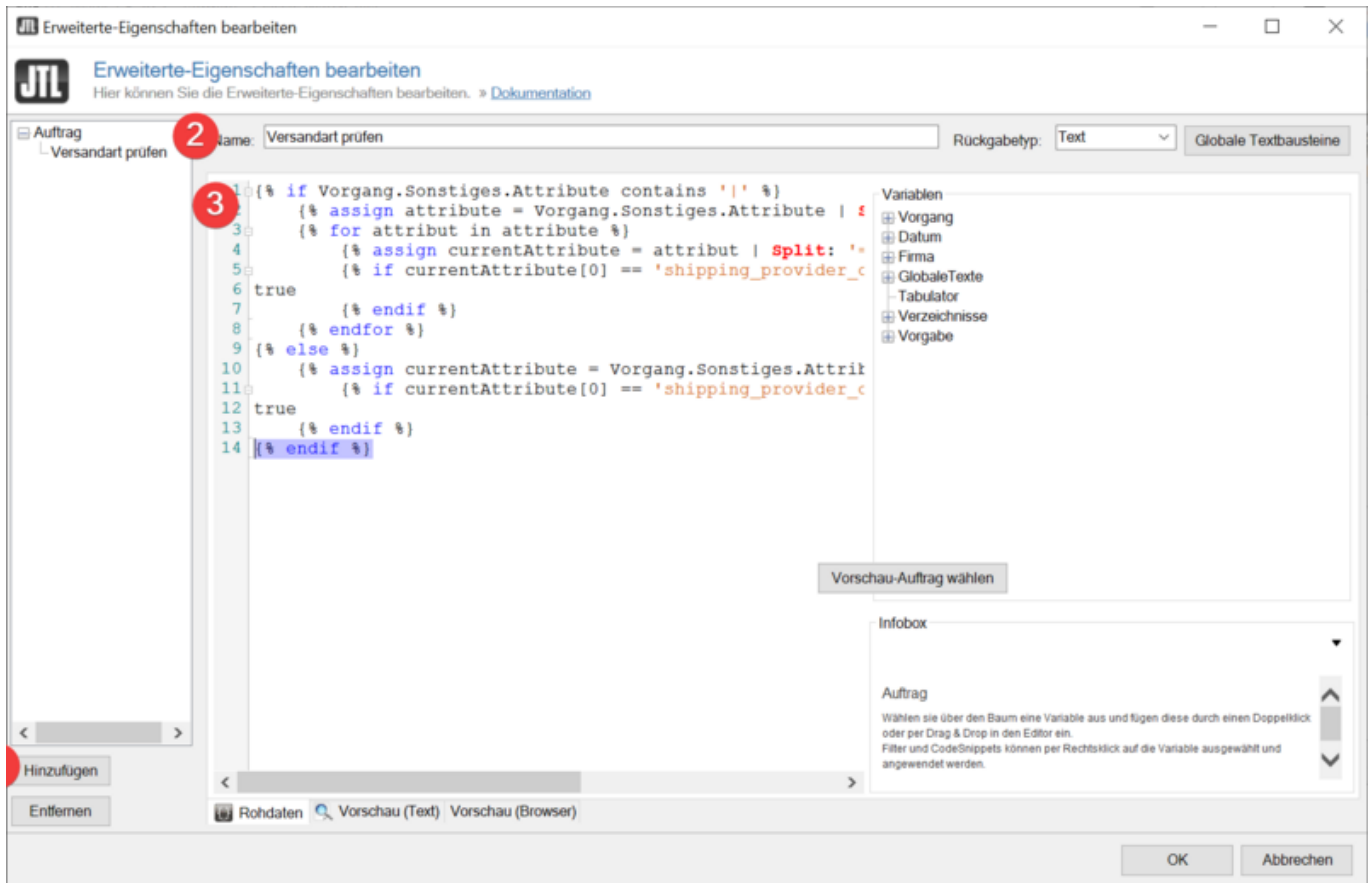 JTL Erweiterte-Eigenschaften bearbeiten
JTL
Erweiterte-Eigenschaften bearbeiten
Hier können Sie die Erweiterte-Eigenschaften bearbeiten. » Dokumentation
Auftrag
Versandart prüfen
2
Name: Versandart prüfen
Rückgabetyp: Text
Globale Textbausteine
3
1 {% if Vorgang.Sonstiges.Attribute contains '|' %}
{% assign attribute = Vorgang.Sonstiges.Attribute |
3 {% for attribut in attribute %}
4 {% assign currentAttribute = attribut | Split: '=
5 {% if currentAttribute[0] == 'shipping_provider_
6 true
7 {% endif %}
8 {% endfor %}
9 {% else %}
10 {% assign currentAttribute = Vorgang.Sonstiges.Attri
11 {% if currentAttribute[0] == 'shipping_provider_
12 true
13 {% endif %}
14 {% endif %}
Variablen
Vorgang
Datum
Firma
GlobaleTexte
Tabulator
Verzeichnisse
Vorgabe
Vorschau-Auftrag wählen
Infobox
Auftrag
Wählen sie über den Baum eine Variable aus und fügen diese durch einen Doppelklick
oder per Drag & Drop in den Editor ein.
Filter und CodeSnippets können per Rechtsklick auf die Variable ausgewählt und
angewendet werden.
Hinzufügen
Entfernen
Rohdaten Vorschau (Text) Vorschau (Browser)
OK
Abbrechen